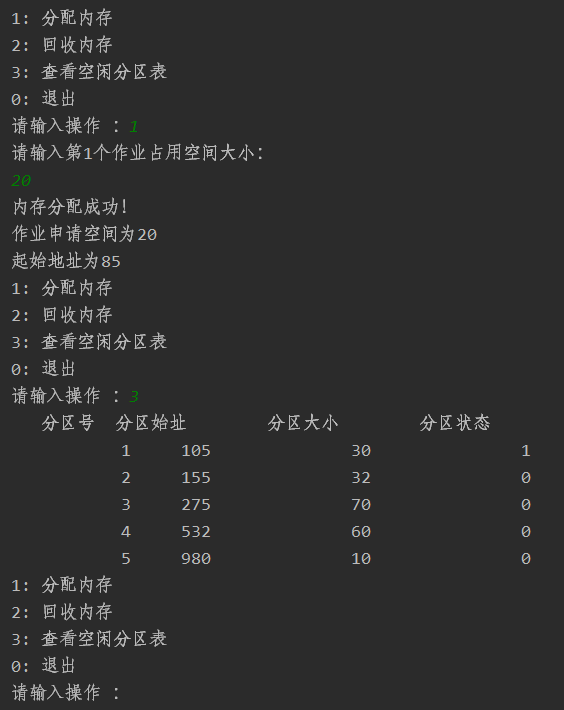 1: 分配内存
2: 回收内存
3: 查看空闲分区表
0: 退出
请输入操作 : 1
请输入第1个作业占用空间大小:
20
内存分配成功!
作业申请空间为20
起始地址为85
1: 分配内存
2: 回收内存
3: 查看空闲分区表
0: 退出
请输入操作 : 3
分区号 分区始址 分区大小 分区状态
1 105 30 1
2 155 32 0
3 275 70 0
4 532 60 0
5 980 10 0
1: 分配内存
2: 回收内存
3: 查看空闲分区表
0: 退出
请输入操作 :